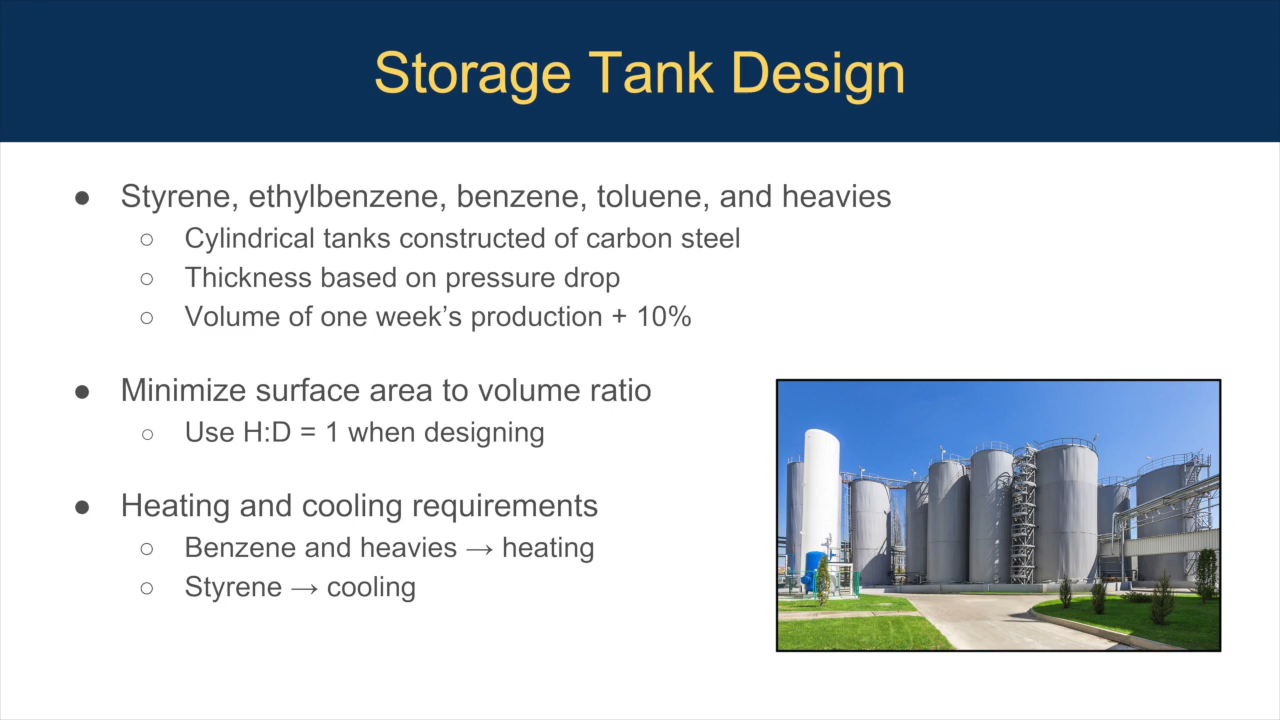 Storage Tank Design
● Styrene, ethylbenzene, benzene, toluene, and heavies
○ Cylindrical tanks constructed of carbon steel
○ Thickness based on pressure drop
○ Volume of one week’s production + 10%
● Minimize surface area to volume ratio
○ Use H:D = 1 when designing
● Heating and cooling requirements
○ Benzene and heavies → heating
○ Styrene → cooling